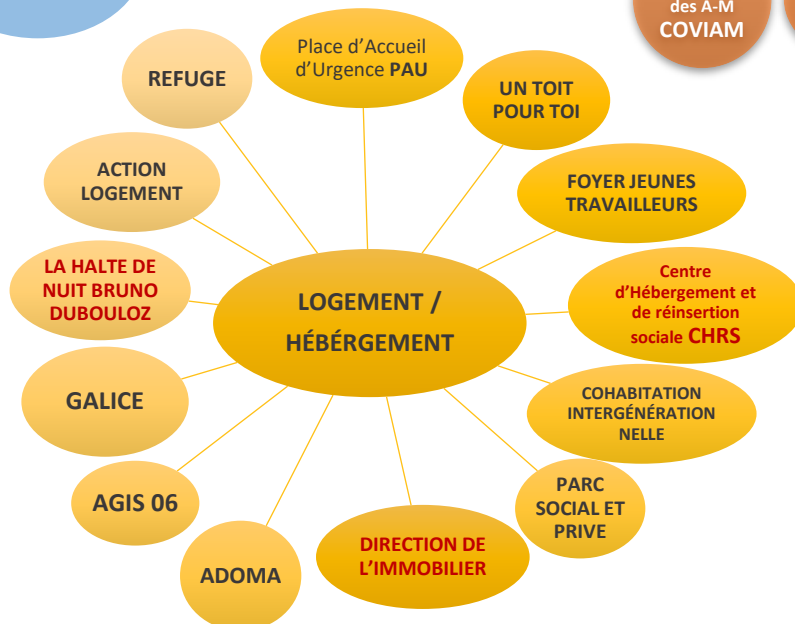 des A-M
COVIAM
Place d’Accueil
d’Urgence PAU
REFUGE
UN TOIT
POUR TOI
ACTION
LOGEMENT
FOYER JEUNES
TRAVAILLEURS
LA HALTE DE
NUIT BRUNO
DUBOULOZ
LOGEMENT /
HÉBÉRGEMENT
Centre
d’Hébergement et
de réinsertion
sociale CHRS
GALICE
COHABITATION
INTERGÉNÉRATION
NELLE
AGIS 06
PARC
SOCIAL ET
PRIVE
ADOMA
DIRECTION DE
L’IMMOBILIER